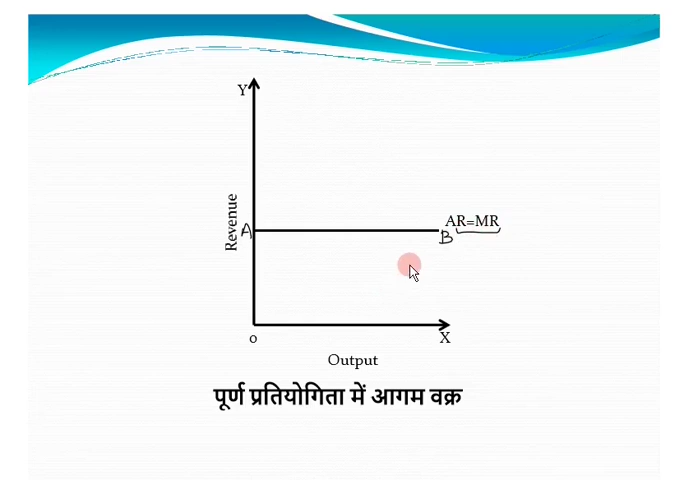 Y
AR=MR
Revenue
A
B
o
X
Output
पूर्ण प्रतियोगिता में आगम वक्र